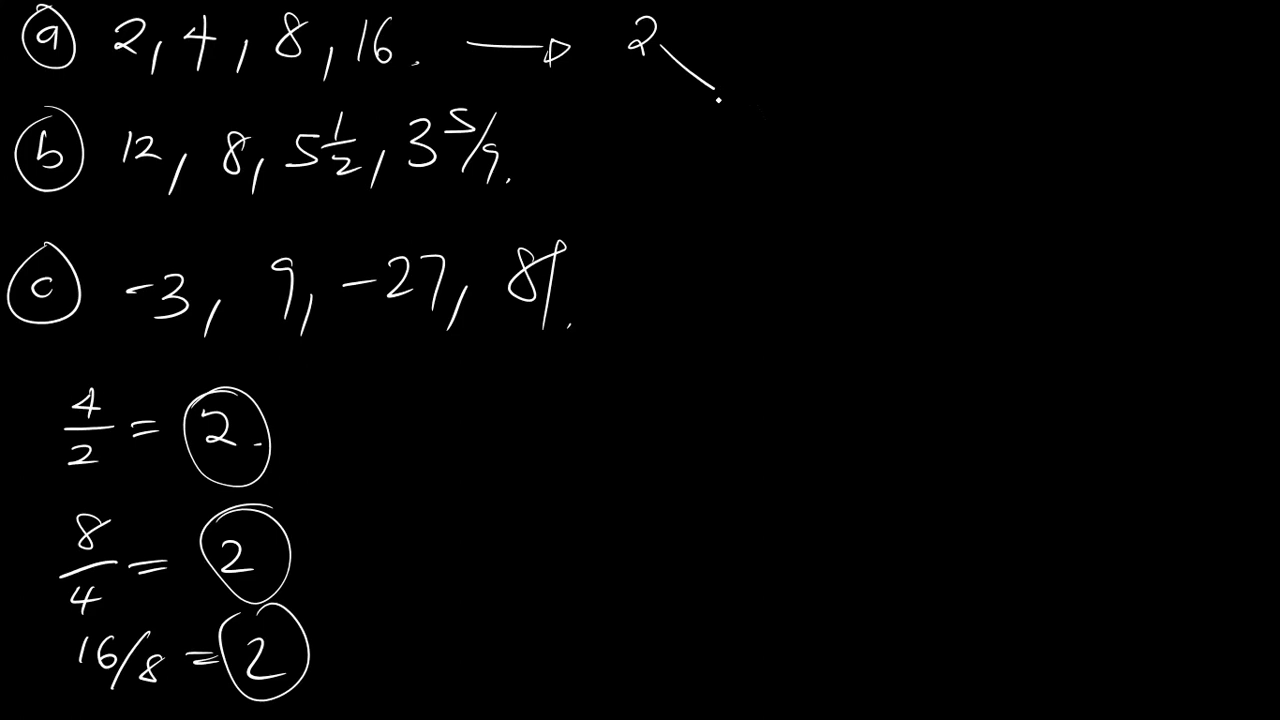 (a) 2, 4, 8, 16. → 2
(b) 12, 8, 5 1/2, 3 5/9.
(c) -3, 9, -27, 81.
4/2 = 2.
8/4 = 2
16/8 = 2